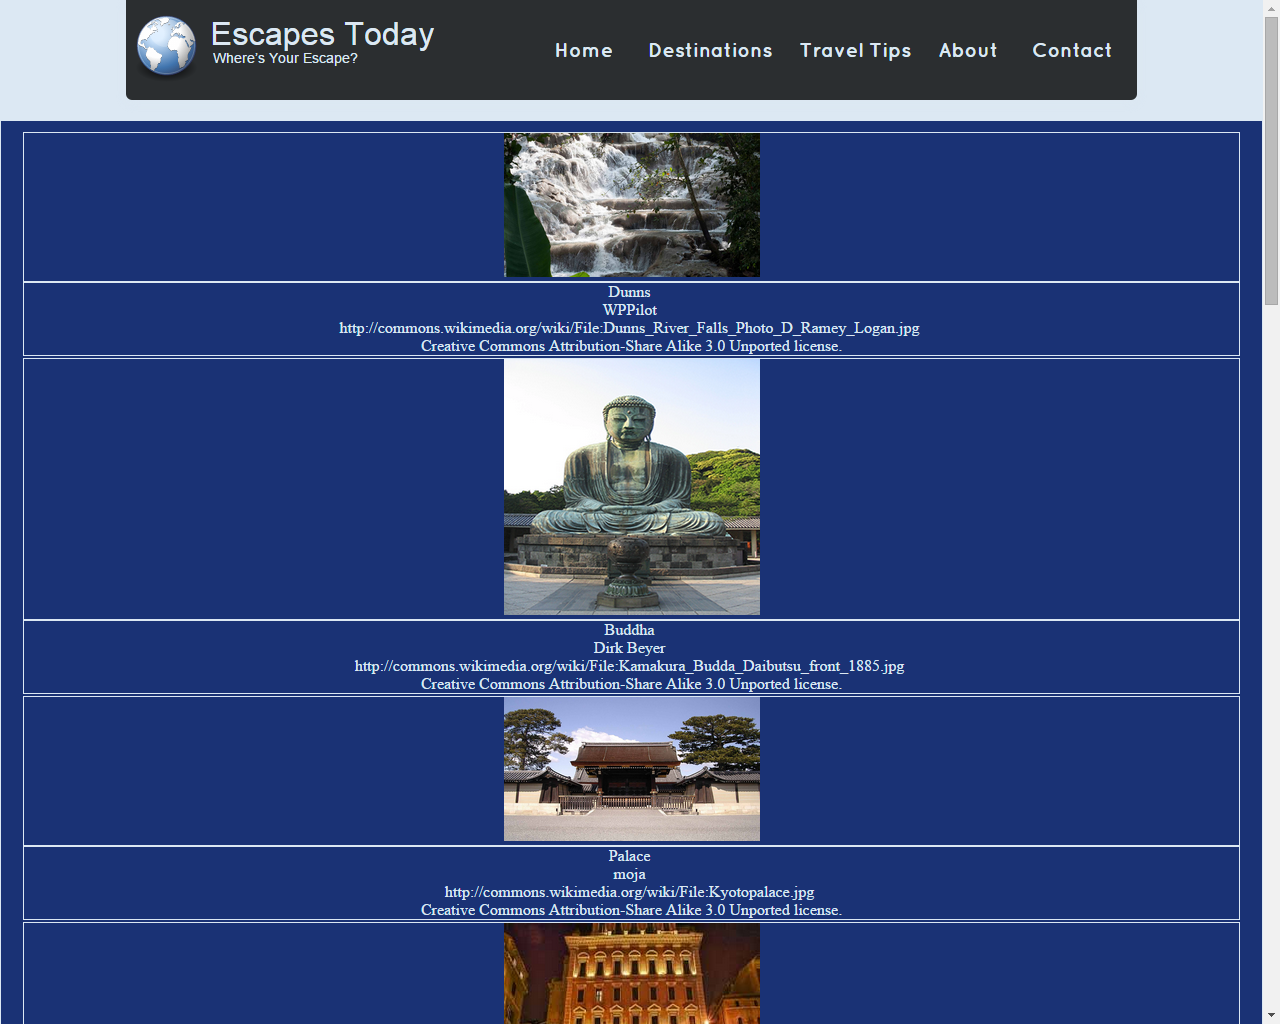 Escapes Today
Where's Your Escape?
Home Destinations Travel Tips About Contact
Dunns
WPPilot
http://commons.wikimedia.org/wiki/File:Dunns_River_Falls_Photo_D_Ramey_Logan.jpg
Creative Commons Attribution-Share Alike 3.0 Unported license.
Buddha
Dirk Beyer
http://commons.wikimedia.org/wiki/File:Kamakura_Budda_Daibutsu_front_1885.jpg
Creative Commons Attribution-Share Alike 3.0 Unported license.
Palace
moja
http://commons.wikimedia.org/wiki/File:Kyotopalace.jpg
Creative Commons Attribution-Share Alike 3.0 Unported license.